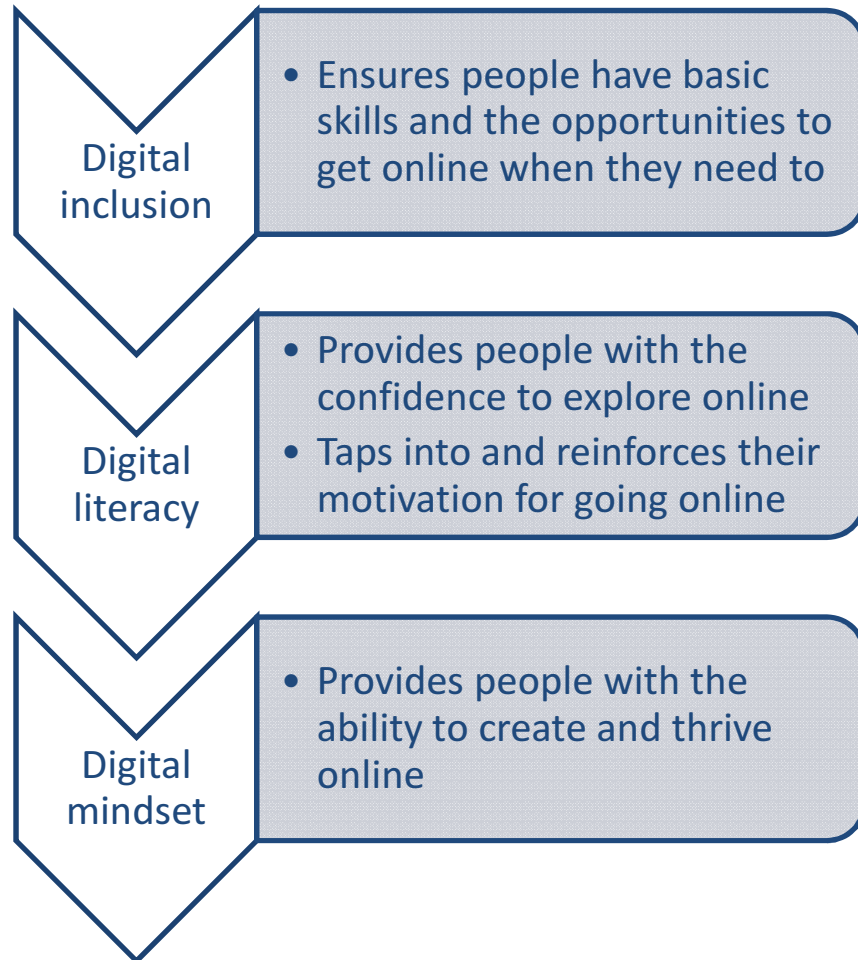 Digital
inclusion
• Ensures people have basic
skills and the opportunities to
get online when they need to
Digital
literacy
• Provides people with the
confidence to explore online
• Taps into and reinforces their
motivation for going online
Digital
mindset
• Provides people with the
ability to create and thrive
online